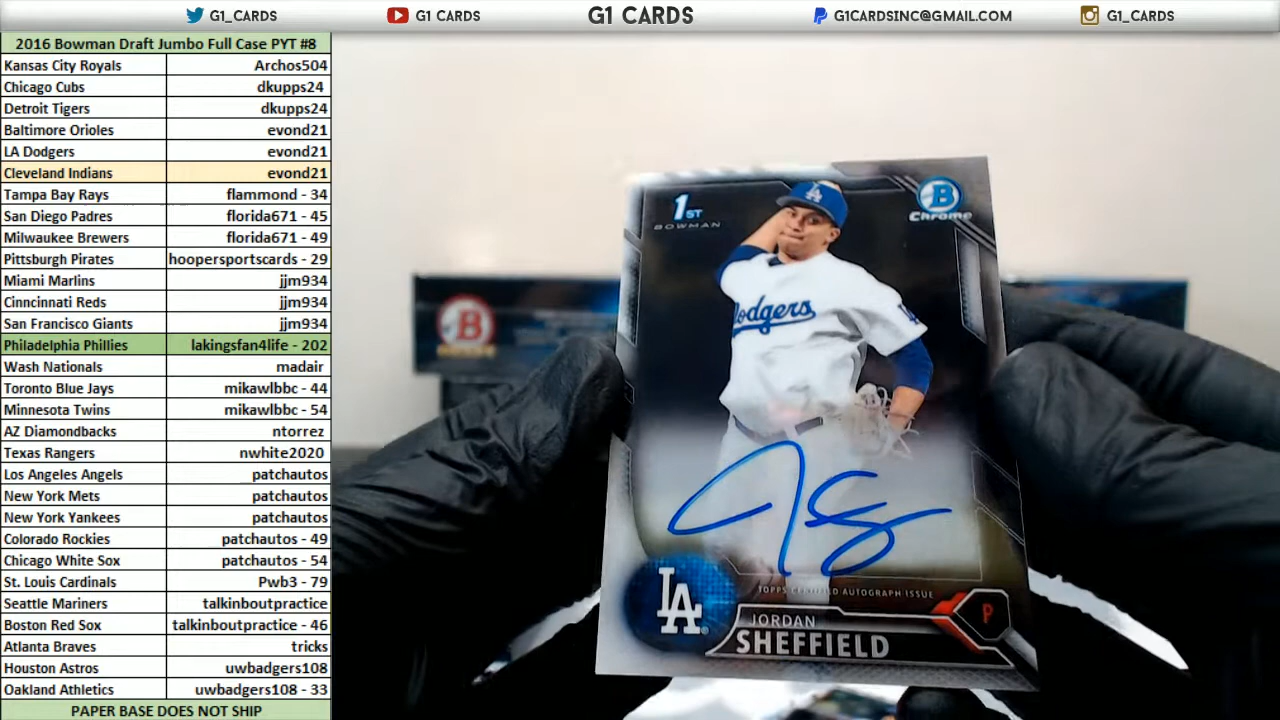 G1_CARDS G1 CARDS G1 CARDS G1CARDSINC@GMAIL.COM G1_CARDS
2016 Bowman Draft Jumbo Full Case PYT #8
Kansas City Royals Archos504
Chicago Cubs dkupps24
Detroit Tigers dkupps24
Baltimore Orioles evond21
LA Dodgers evond21
Cleveland Indians evond21
Tampa Bay Rays flammond - 34
San Diego Padres florida671 - 45
Milwaukee Brewers florida671 - 49
Pittsburgh Pirates hoopersportscards - 29
Miami Marlins jjm934
Cinncinnati Reds jjm934
San Francisco Giants jjm934
Philadelphia Phillies lakingsfan4life - 202
Wash Nationals madair
Toronto Blue Jays mikawlbbc - 44
Minnesota Twins mikawlbbc - 54
AZ Diamondbacks ntorrez
Texas Rangers nwhite2020
Los Angeles Angels patchautos
New York Mets patchautos
New York Yankees patchautos
Colorado Rockies patchautos - 49
Chicago White Sox patchautos - 54
St. Louis Cardinals Pwb3 - 79
Seattle Mariners talkinboutpractice
Boston Red Sox talkinboutpractice - 46
Atlanta Braves tricks
Houston Astros uwbadgers108
Oakland Athletics uwbadgers108 - 33
PAPER BASE DOES NOT SHIP
1ST
BOWMAN
B
Chrome
LA
Dodgers
B
TOPPS CERTIFIED AUTOGRAPH ISSUE
LA
JORDAN
SHEFFIELD
P